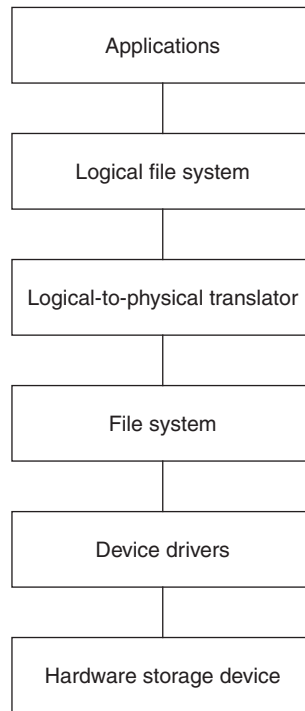 Applications
Logical file system
Logical-to-physical translator
File system
Device drivers
Hardware storage device